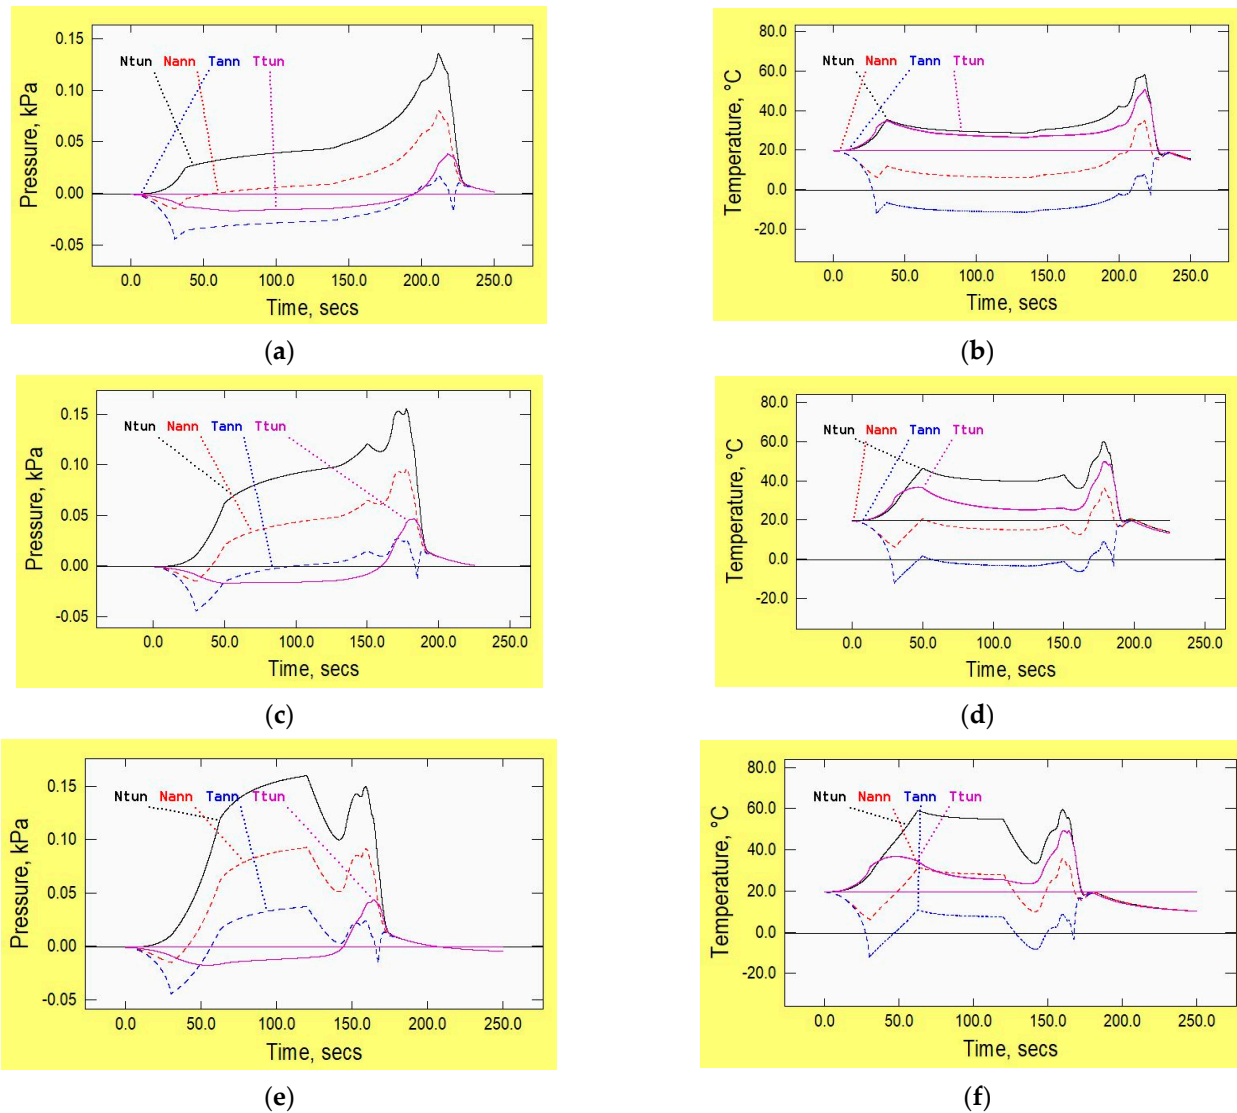 0.15
0.10
0.05
0.00
-0.05
Pressure, kPa
Ntun Nann Tann Ttun
0.0 50.0 100.0 150.0 200.0 250.0
Time, secs
(a)
80.0
60.0
40.0
20.0
0.0
-20.0
Temperature, °C
Ntun Nann Tann Ttun
0.0 50.0 100.0 150.0 200.0 250.0
Time, secs
(b)
0.15
0.10
0.05
0.00
-0.05
Pressure, kPa
Ntun Nann Tann Ttun
0.0 50.0 100.0 150.0 200.0 250.0
Time, secs
(c)
80.0
60.0
40.0
20.0
0.0
-20.0
Temperature, °C
Ntun Nann Tann Ttun
0.0 50.0 100.0 150.0 200.0 250.0
Time, secs
(d)
0.15
0.10
0.05
0.00
-0.05
Pressure, kPa
Ntun Nann Tann Ttun
0.0 50.0 100.0 150.0 200.0 250.0
Time, secs
(e)
80.0
60.0
40.0
20.0
0.0
-20.0
Temperature, °C
Ntun Nann Tann Ttun
0.0 50.0 100.0 150.0 200.0 250.0
Time, secs
(f)